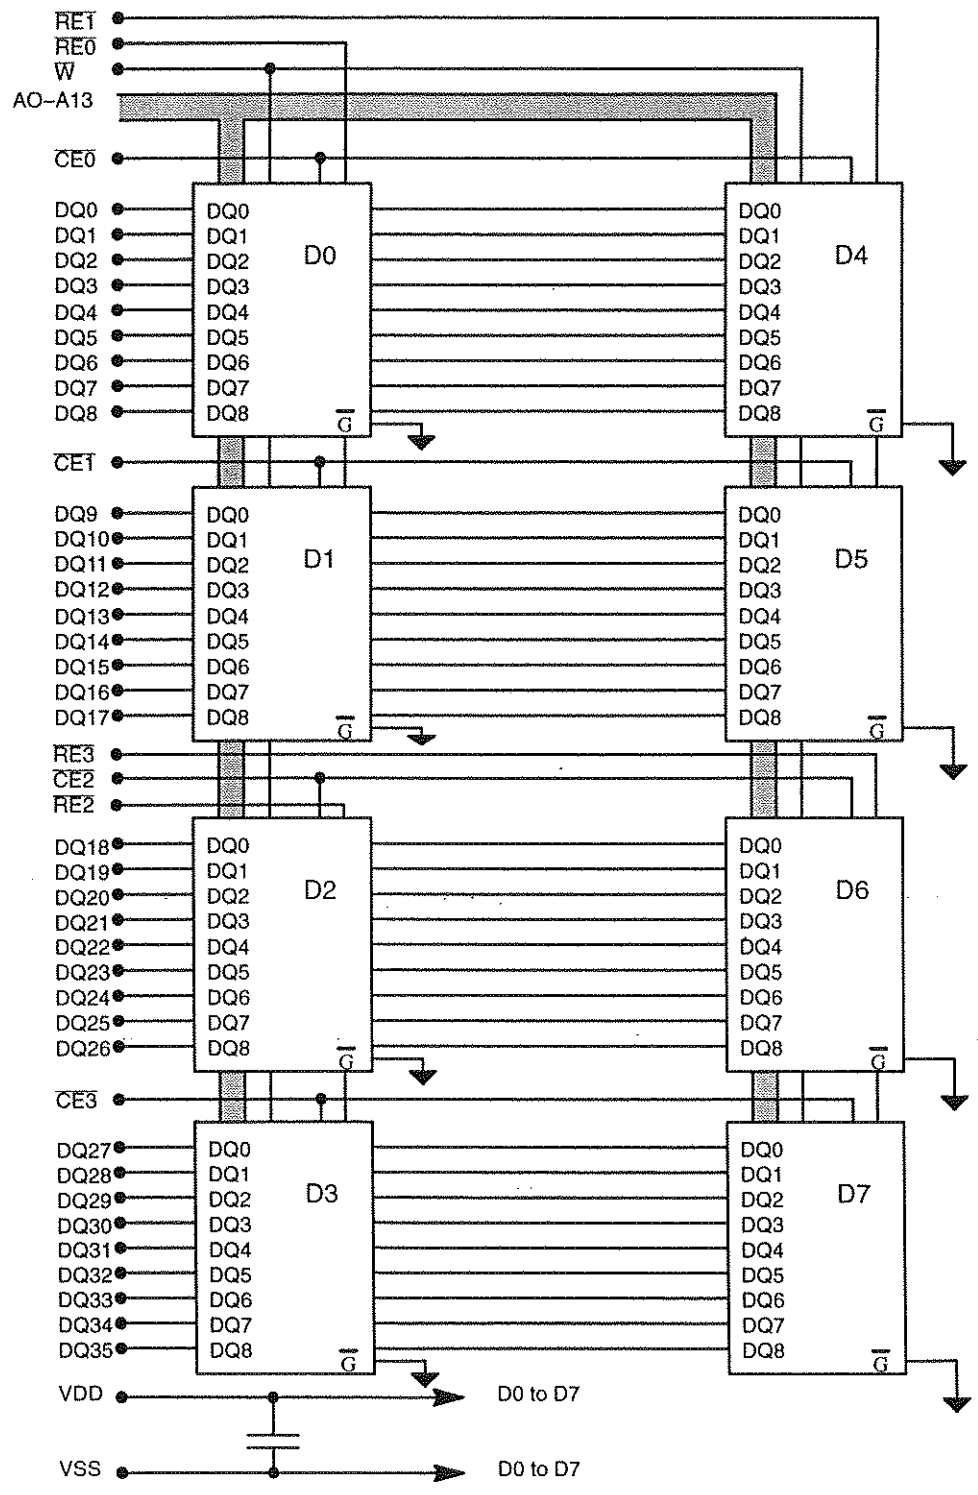 RE1
RE0
W
AO-A13
CE0
DQ0 DQ0 DQ0
DQ1 DQ1 DQ1
D0 D4
DQ2 DQ2 DQ2
DQ3 DQ3 DQ3
DQ4 DQ4 DQ4
DQ5 DQ5 DQ5
DQ6 DQ6 DQ6
DQ7 DQ7 DQ7
DQ8 DQ8 DQ8
G G
CE1
DQ9 DQ0 DQ0
DQ10 DQ1 DQ1
D1 D5
DQ11 DQ2 DQ2
DQ12 DQ3 DQ3
DQ13 DQ4 DQ4
DQ14 DQ5 DQ5
DQ15 DQ6 DQ6
DQ16 DQ7 DQ7
DQ17 DQ8 DQ8
G G
RE3
CE2
RE2
DQ18 DQ0 DQ0
DQ19 DQ1 DQ1
D2 D6
DQ20 DQ2 DQ2
DQ21 DQ3 DQ3
DQ22 DQ4 DQ4
DQ23 DQ5 DQ5
DQ24 DQ6 DQ6
DQ25 DQ7 DQ7
DQ26 DQ8 DQ8
G G
CE3
DQ27 DQ0 DQ0
DQ28 DQ1 DQ1
D3 D7
DQ29 DQ2 DQ2
DQ30 DQ3 DQ3
DQ31 DQ4 DQ4
DQ32 DQ5 DQ5
DQ33 DQ6 DQ6
DQ34 DQ7 DQ7
DQ35 DQ8 DQ8
G G
VDD D0 to D7
VSS D0 to D7